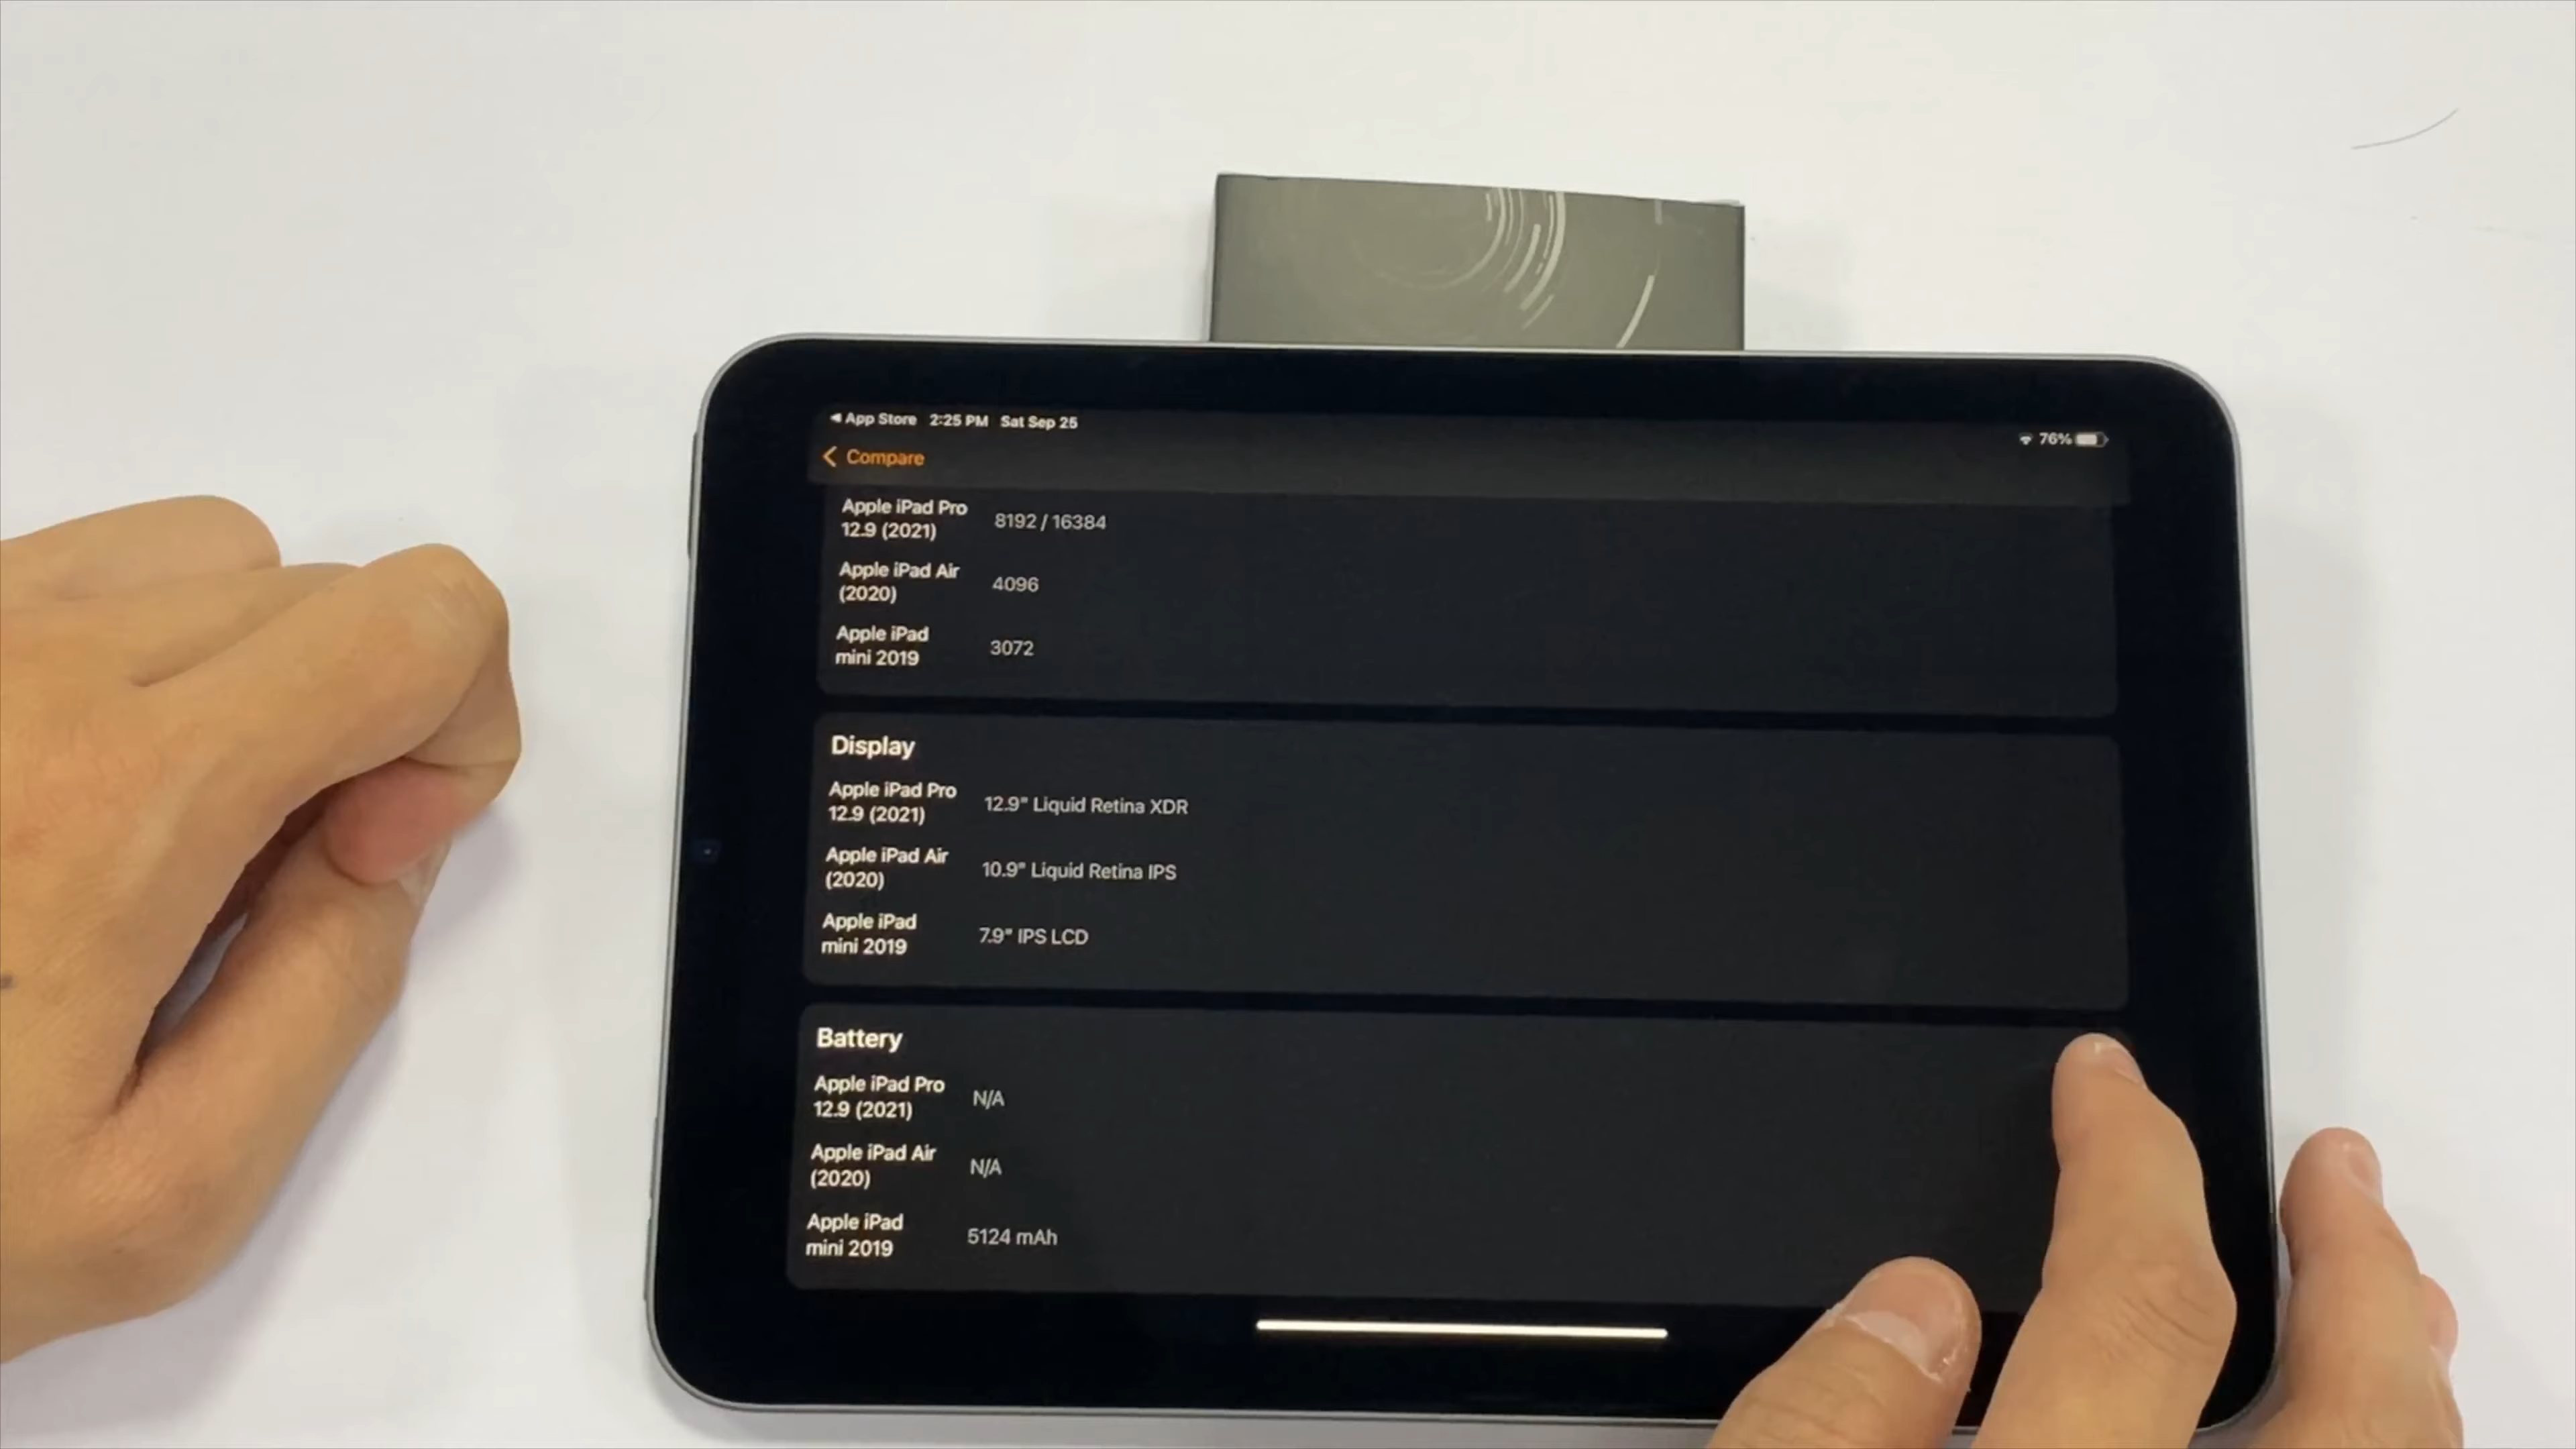 ◀ App Store 2:25 PM Sat Sep 25
76%
Compare
Apple iPad Pro
12.9 (2021)
8192 / 16384
Apple iPad Air
(2020)
4096
Apple iPad
mini 2019
3072
Display
Apple iPad Pro
12.9 (2021)
12.9" Liquid Retina XDR
Apple iPad Air
(2020)
10.9" Liquid Retina IPS
Apple iPad
mini 2019
7.9" IPS LCD
Battery
Apple iPad Pro
12.9 (2021)
N/A
Apple iPad Air
(2020)
N/A
Apple iPad
mini 2019
5124 mAh